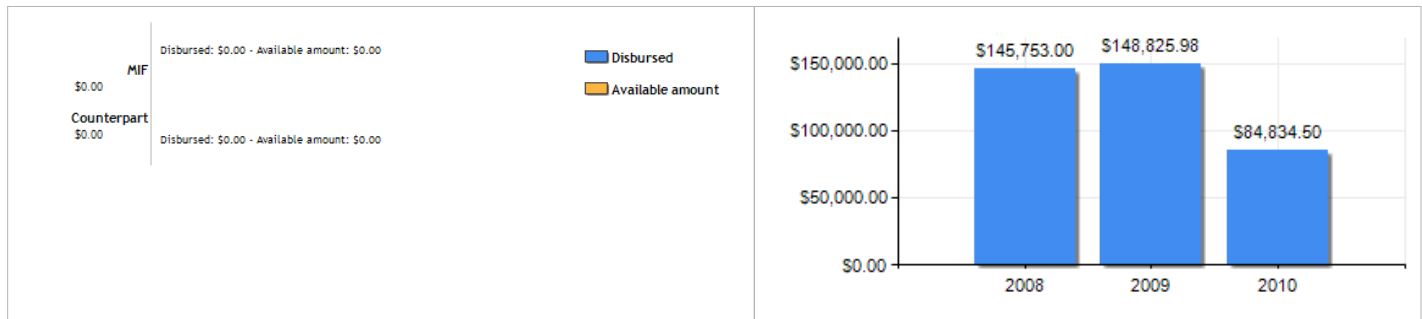 Disbursed: $0.00 - Available amount: $0.00
MIF
$0.00
Counterpart
$0.00
Disbursed: $0.00 - Available amount: $0.00
Disbursed
Available amount
$150,000.00
$100,000.00
$50,000.00
$0.00
$145,753.00
$148,825.98
$84,834.50
2008
2009
2010